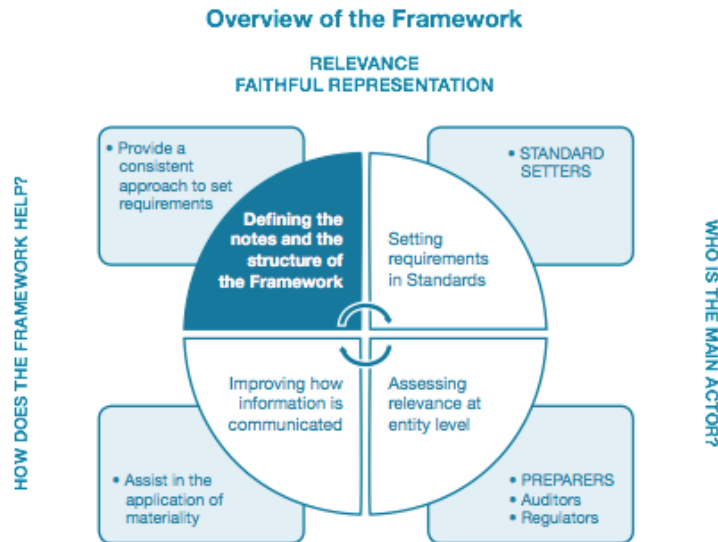 Overview of the Framework
RELEVANCE
FAITHFUL REPRESENTATION
HOW DOES THE FRAMEWORK HELP?
• Provide a
consistent
approach to set
requirements
Defining the
notes and the
structure of
the Framework
Setting
requirements
in Standards
• STANDARD
SETTERS
WHO IS THE MAIN ACTOR?
Improving how
information is
communicated
Assessing
relevance at
entity level
• Assist in the
application of
materiality
• PREPARERS
• Auditors
• Regulators